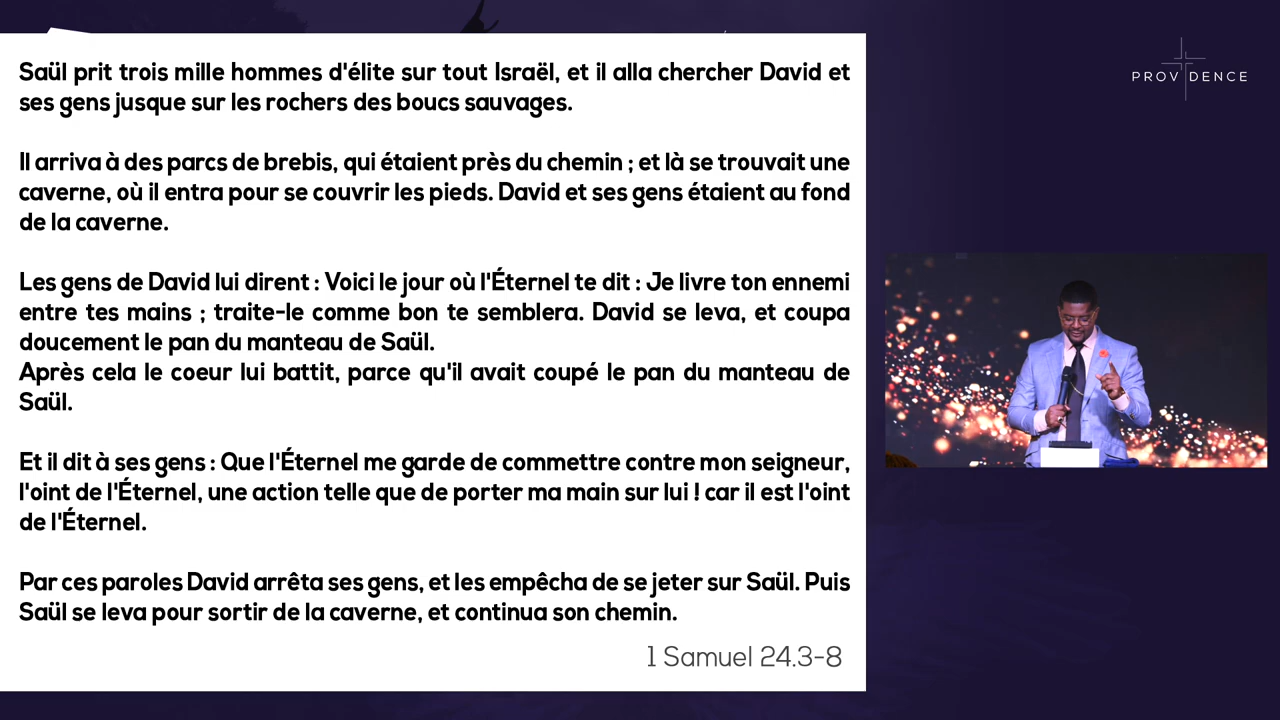 Saül prit trois mille hommes d'élite sur tout Israël, et il alla chercher David et
ses gens jusque sur les rochers des boucs sauvages.
Il arriva à des parcs de brebis, qui étaient près du chemin ; et là se trouvait une
caverne, où il entra pour se couvrir les pieds. David et ses gens étaient au fond
de la caverne.
Les gens de David lui dirent : Voici le jour où l'Éternel te dit : Je livre ton ennemi
entre tes mains ; traite-le comme bon te semblera. David se leva, et coupa
doucement le pan du manteau de Saül.
Après cela le coeur lui battit, parce qu'il avait coupé le pan du manteau de
Saül.
Et il dit à ses gens : Que l'Éternel me garde de commettre contre mon seigneur,
l'oint de l'Éternel, une action telle que de porter ma main sur lui ! car il est l'oint
de l'Éternel.
Par ces paroles David arrêta ses gens, et les empêcha de se jeter sur Saül. Puis
Saül se leva pour sortir de la caverne, et continua son chemin.
1 Samuel 24.3-8
PROVIDENCE